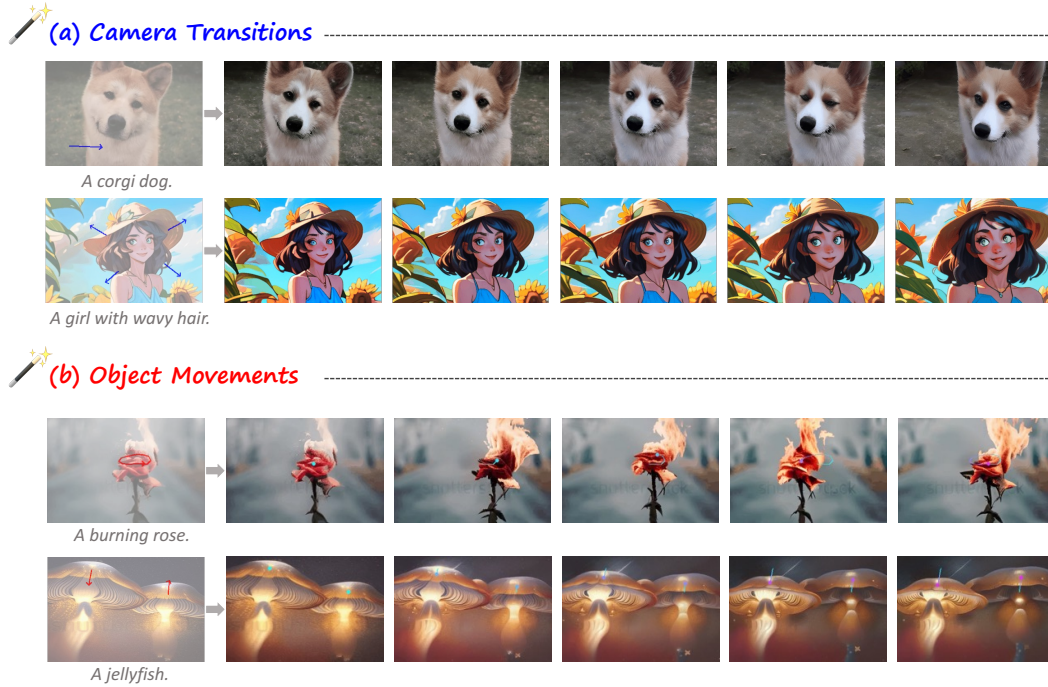 (a) Camera Transitions
A corgi dog.
A girl with wavy hair.
(b) Object Movements
A burning rose.
A jellyfish.